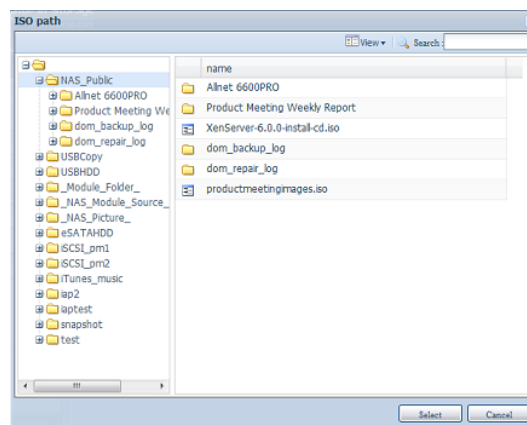 ISO path
View Search :
NAS_Public
Allnet 6600PRO
Product Meeting We
dom_backup_log
dom_repair_log
USBCopy
USBHDD
_Module_Folder_
_NAS_Module_Source_
_NAS_Picture_
eSATAHDD
iSCSI_pm1
iSCSI_pm2
iTunes_music
iap2
iaptest
snapshot
test
name
Allnet 6600PRO
Product Meeting Weekly Report
XenServer-6.0.0-install-cd.iso
dom_backup_log
dom_repair_log
productmeetingimages.iso
Select Cancel